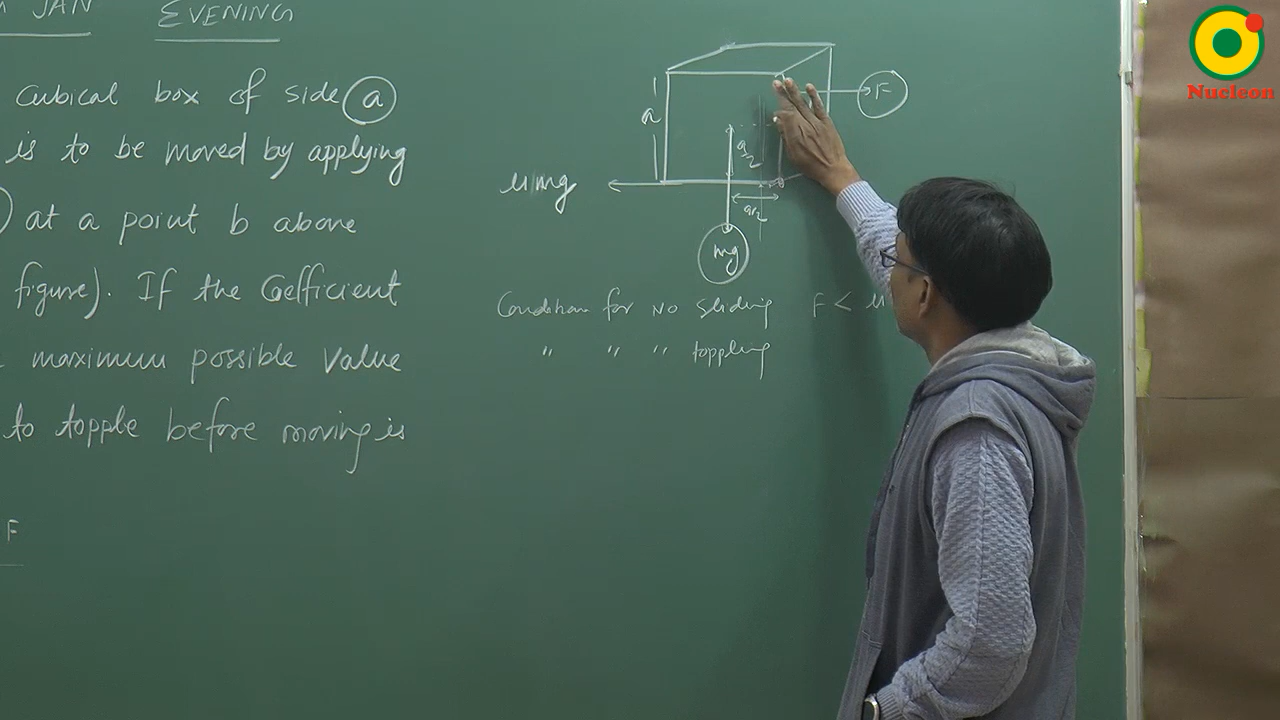 JAN EVENING
cubical box of side a
is to be moved by applying
at a point b above
figure). If the Coefficient
maximum possible value
to topple before moving is
F
a
F
a/2
a/2
μmg
mg
Condition for No sliding F < μ
" " " toppling
Nucleon